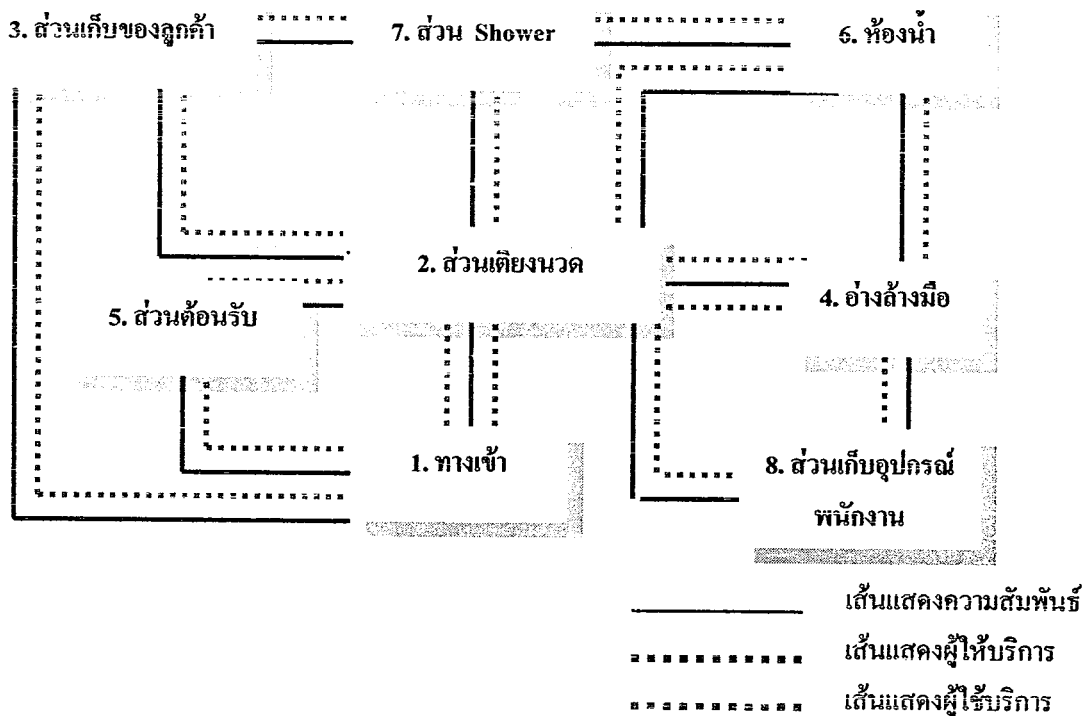 3. ส่วนเก็บของลูกค้า
7. ส่วน Shower
6. ห้องน้ำ
2. ส่วนเตียงนวด
4. อ่างล้างมือ
5. ส่วนต้อนรับ
1. ทางเข้า
8. ส่วนเก็บอุปกรณ์
พนักงาน
เส้นแสดงความสัมพันธ์
เส้นแสดงผู้ให้บริการ
เส้นแสดงผู้ใช้บริการ